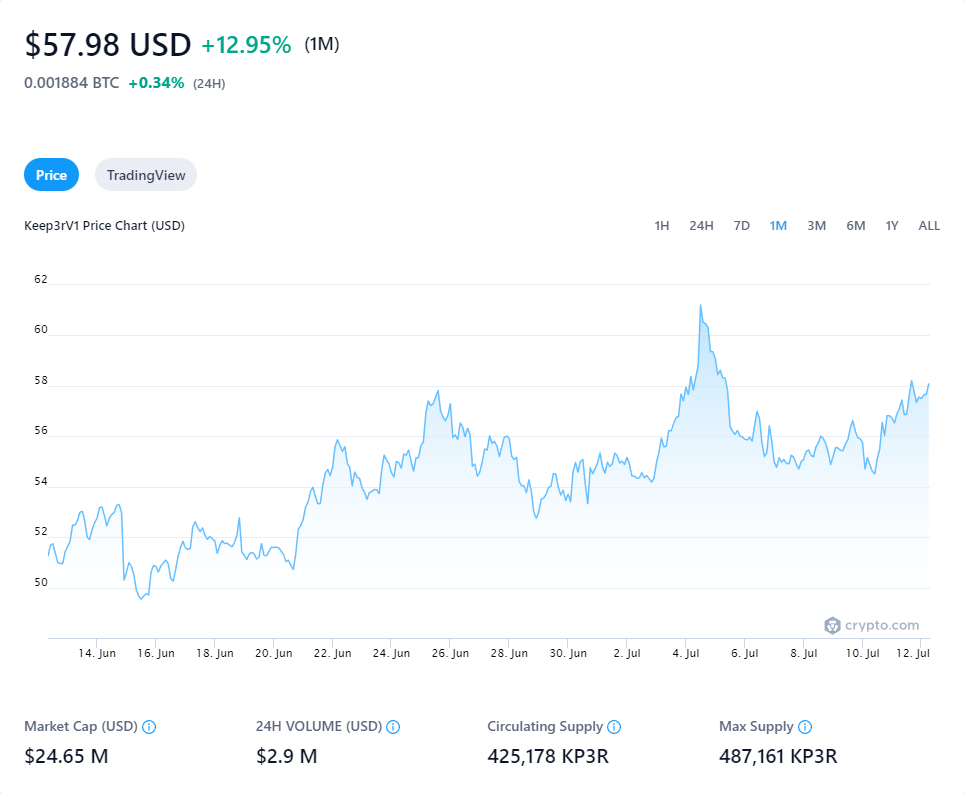 $57.98 USD +12.95% (1M)
0.001884 BTC +0.34% (24H)
Price TradingView
Keep3rV1 Price Chart (USD) 1H 24H 7D 1M 3M 6M 1Y ALL
62
60
58
56
54
52
50
crypto.com
14. Jun 16. Jun 18. Jun 20. Jun 22. Jun 24. Jun 26. Jun 28. Jun 30. Jun 2. Jul 4. Jul 6. Jul 8. Jul 10. Jul 12. Jul
Market Cap (USD) 24H VOLUME (USD) Circulating Supply Max Supply
$24.65 M $2.9 M 425,178 KP3R 487,161 KP3R